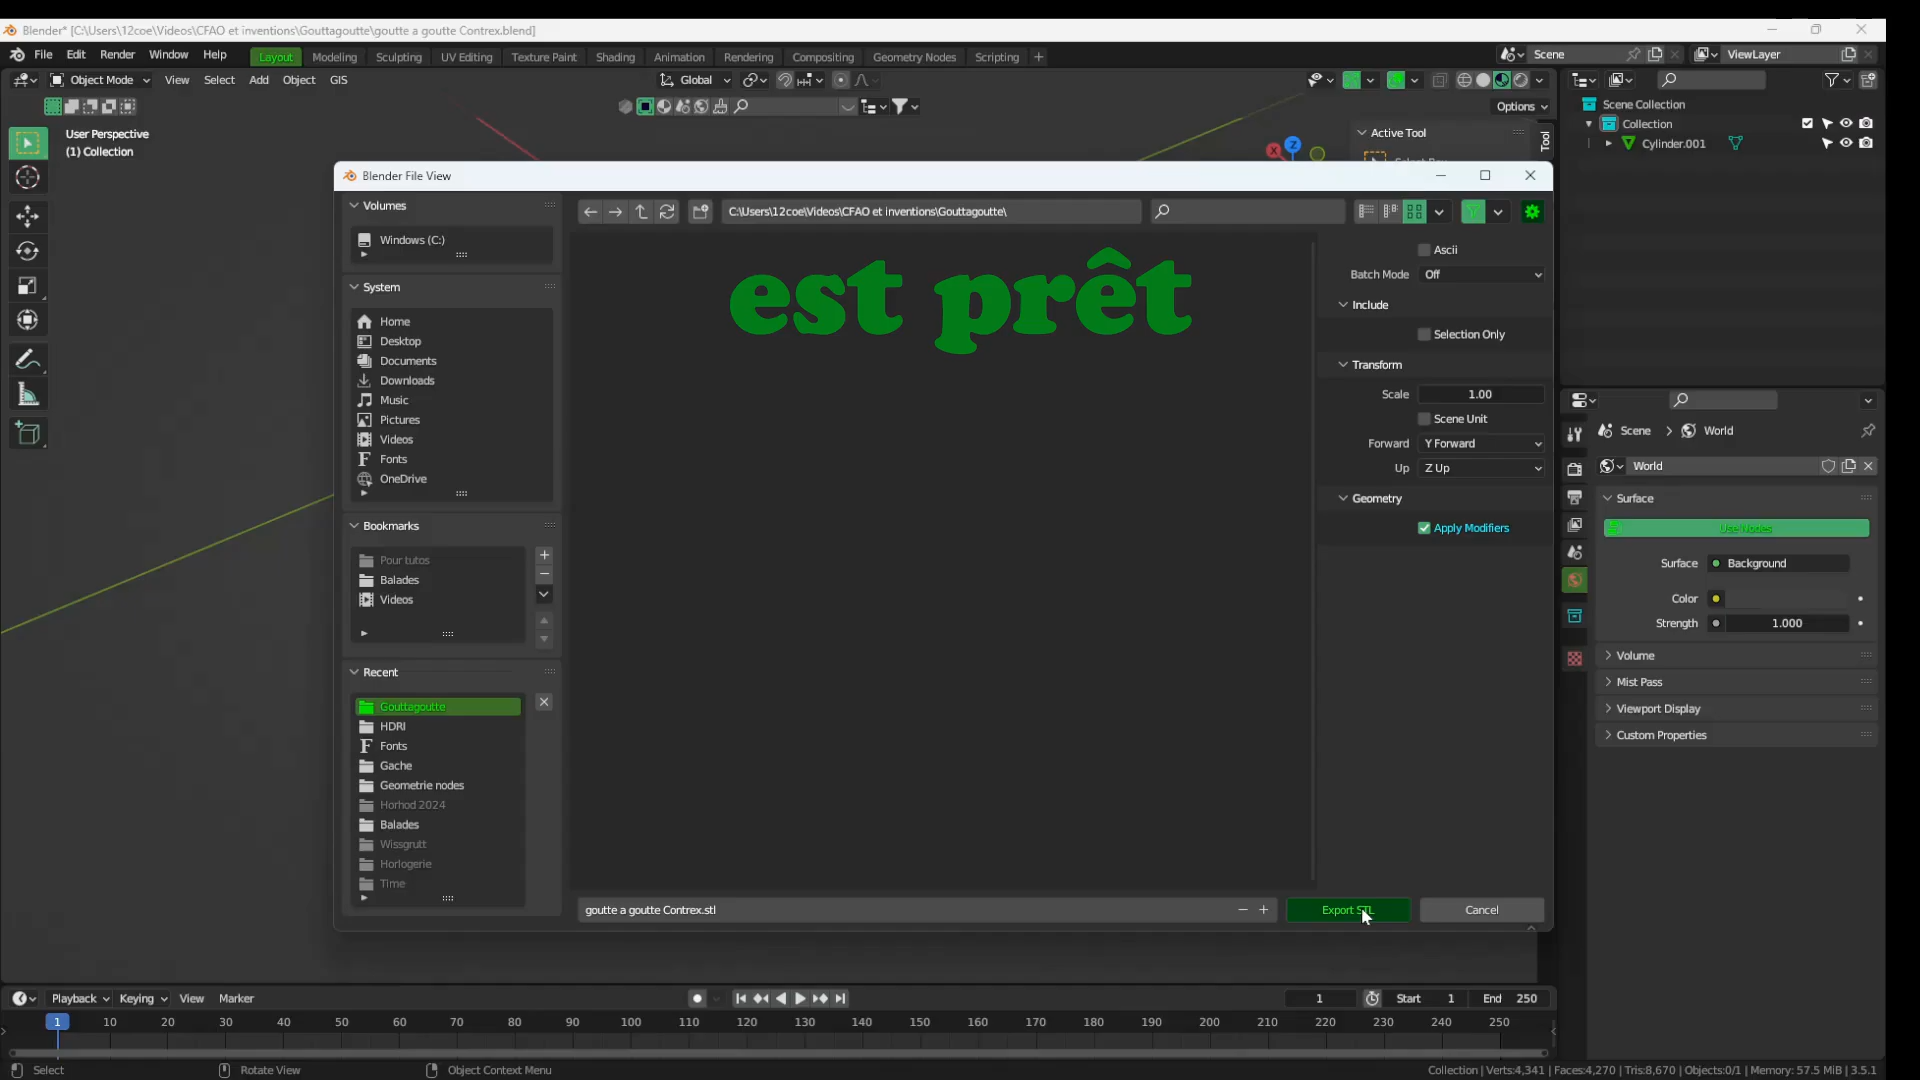 Blender* [C:\Users\12coe\Videos\CFAO et inventions\Gouttagoutte\goutte a goutte Contrex.blend]
File Edit Render Window Help Layout Modeling Sculpting UV Editing Texture Paint Shading Animation Rendering Compositing Geometry Nodes Scripting + Scene ViewLayer
Object Mode View Select Add Object GIS Global
Options
User Perspective
(1) Collection
Active Tool
Tool
X Z
Scene Collection
Collection
Cylinder.001
Blender File View
Volumes
Windows (C:)
System
Home
Desktop
Documents
Downloads
Music
Pictures
Videos
Fonts
OneDrive
Bookmarks
Pour tutos
Balades
Videos
Recent
Gouttagoutte
HDRI
Fonts
Gache
Geometrie nodes
Horhod 2024
Balades
Wissgrutt
Horlogerie
Time
C:\Users\12coe\Videos\CFAO et inventions\Gouttagoutte\
est prêt
Ascii
Batch Mode Off
Include
Selection Only
Transform
Scale 1.00
Scene Unit
Forward Y Forward
Up Z Up
Geometry
Apply Modifiers
goutte a goutte Contrex.stl
Export STL
Cancel
Scene > World
World
Surface
Use Nodes
Surface Background
Color
Strength 1.000
Volume
Mist Pass
Viewport Display
Custom Properties
Playback Keying View Marker 1 Start 1 End 250
1 10 20 30 40 50 60 70 80 90 100 110 120 130 140 150 160 170 180 190 200 210 220 230 240 250
Select Rotate View Object Context Menu Collection | Verts:4,341 | Faces:4,270 | Tris:8,670 | Objects:0/1 | Memory: 57.5 MiB | 3.5.1